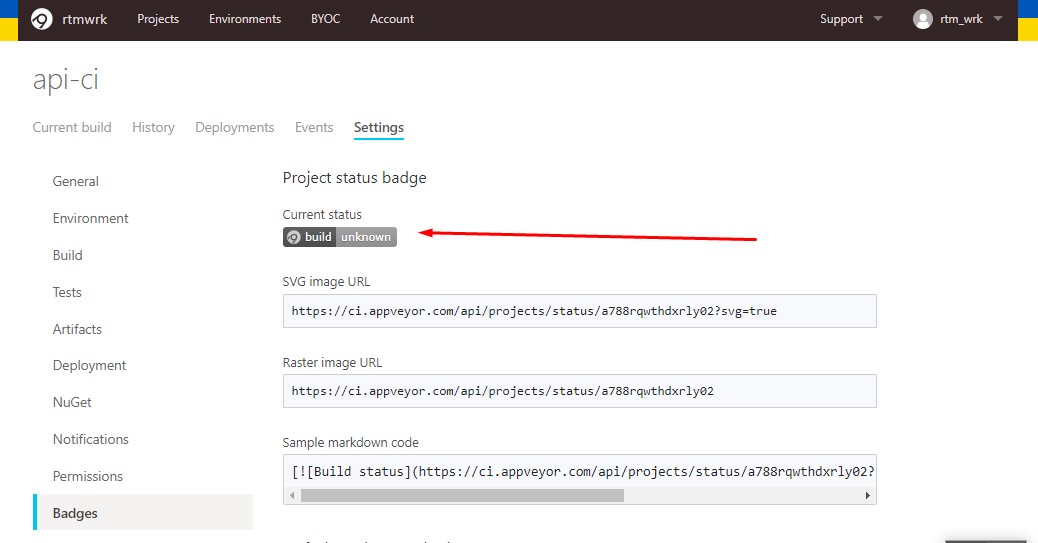 rtmwrk Projects Environments BYOC Account Support rtm_wrk
api-ci
Current build History Deployments Events Settings
General
Environment
Build
Tests
Artifacts
Deployment
NuGet
Notifications
Permissions
Badges
Project status badge
Current status
build unknown
SVG image URL
https://ci.appveyor.com/api/projects/status/a788rqwthdxrly02?svg=true
Raster image URL
https://ci.appveyor.com/api/projects/status/a788rqwthdxrly02
Sample markdown code
[![Build status](https://ci.appveyor.com/api/projects/status/a788rqwthdxrly02?